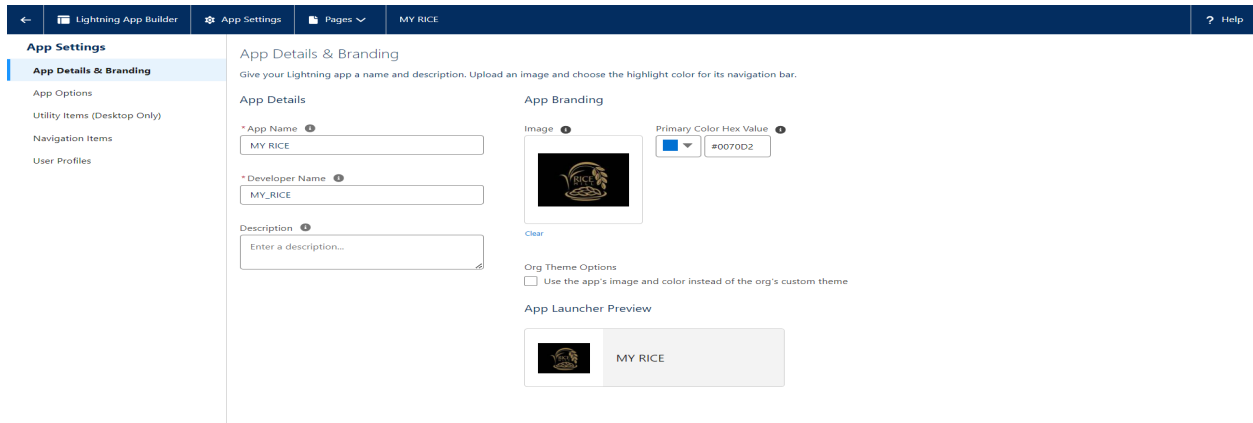 Lightning App Builder
App Settings
Pages
MY RICE
? Help
App Settings
App Details & Branding
App Options
Utility Items (Desktop Only)
Navigation Items
User Profiles
App Details & Branding
Give your Lightning app a name and description. Upload an image and choose the highlight color for its navigation bar.
App Details
* App Name
MY RICE
* Developer Name
MY_RICE
Description
Enter a description...
App Branding
Image
RICE
Clear
Primary Color Hex Value
#0070D2
Org Theme Options
Use the app's image and color instead of the org's custom theme
App Launcher Preview
RICE
MY RICE